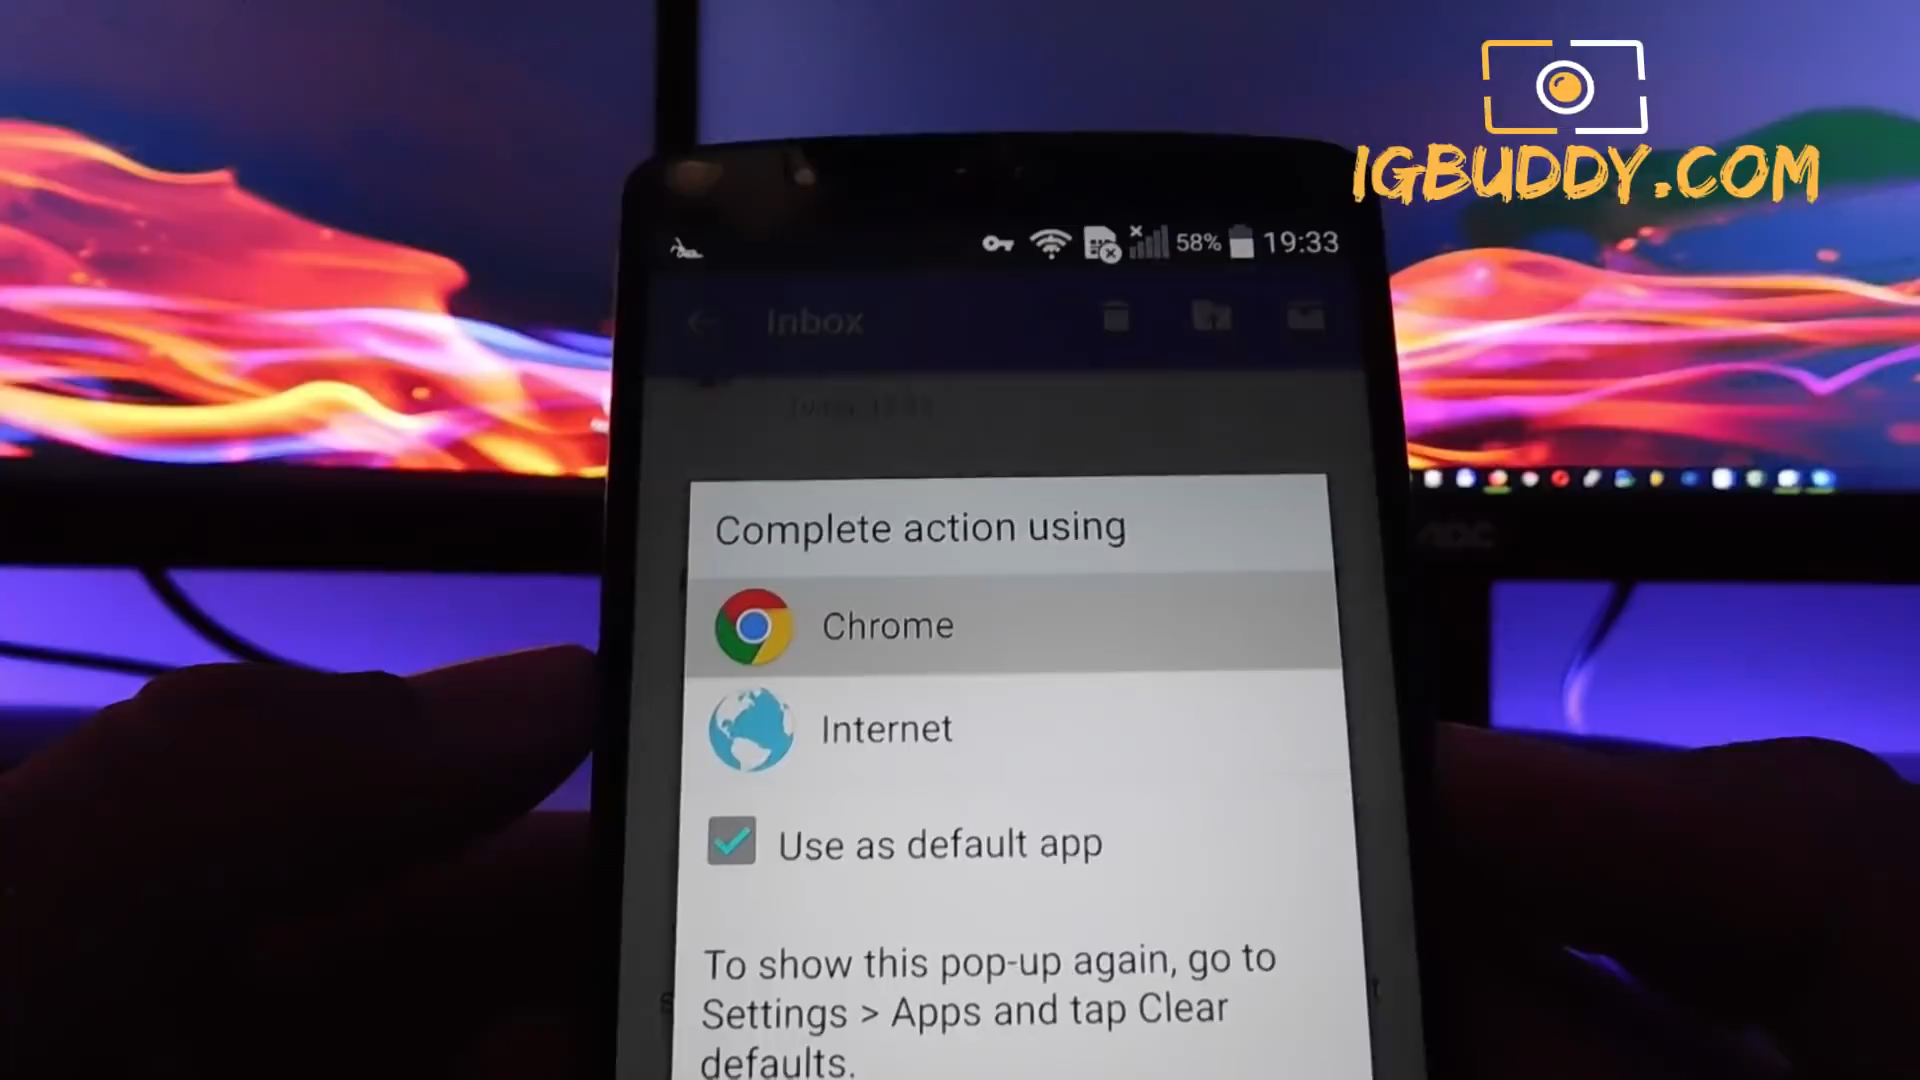 IGBUDDY.COM
58% 19:33
Inbox
AOC
Complete action using
Chrome
Internet
Use as default app
To show this pop-up again, go to
Settings > Apps and tap Clear
defaults.